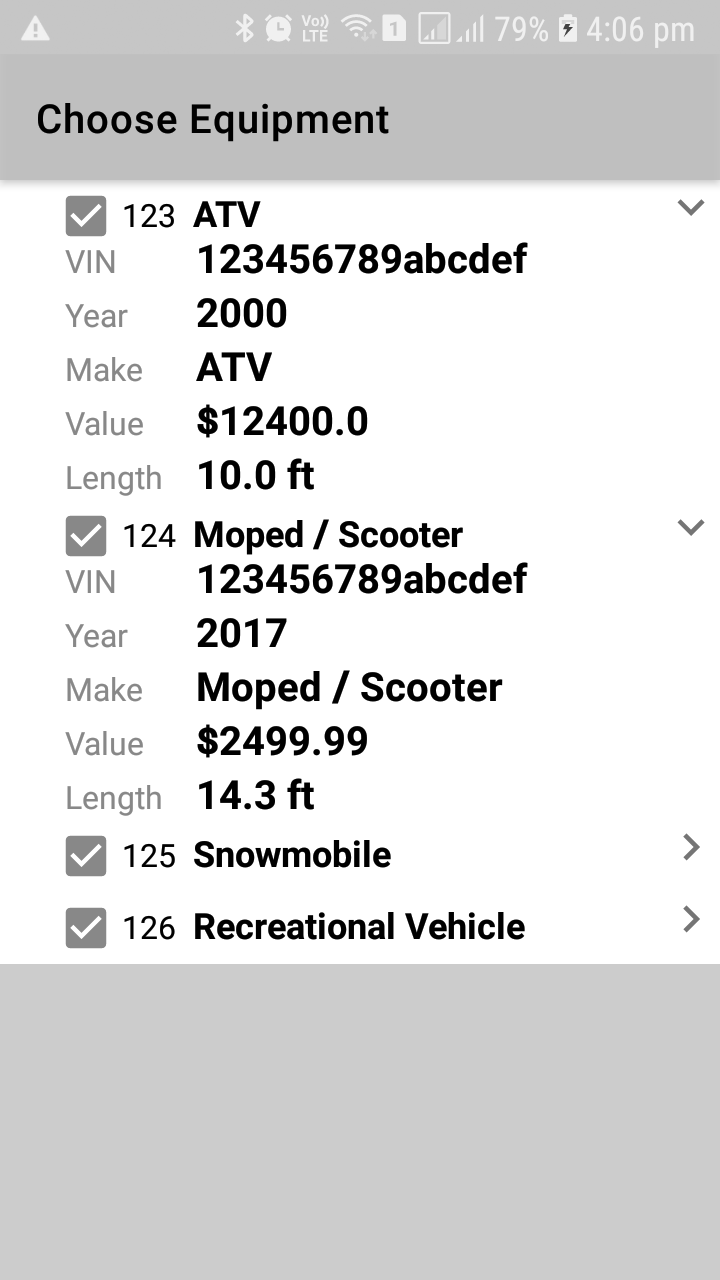 Vo)) LTE 1 79% 4:06 pm
Choose Equipment
123 ATV
VIN 123456789abcdef
Year 2000
Make ATV
Value $12400.0
Length 10.0 ft
124 Moped / Scooter
VIN 123456789abcdef
Year 2017
Make Moped / Scooter
Value $2499.99
Length 14.3 ft
125 Snowmobile
126 Recreational Vehicle